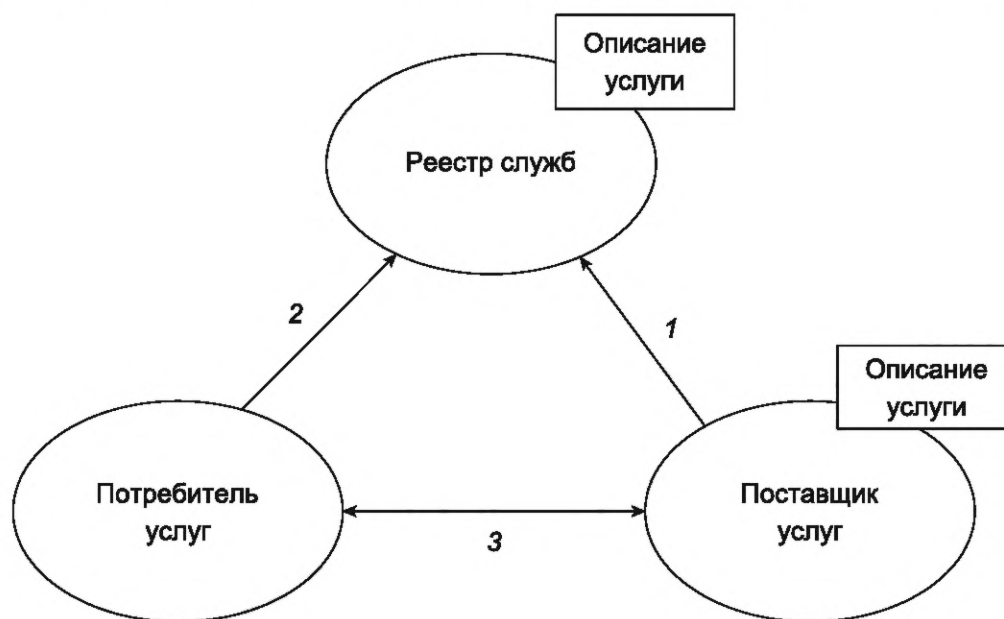 Описание
услуги
Реестр служб
2
1
Описание
услуги
Потребитель
услуг
3
Поставщик
услуг